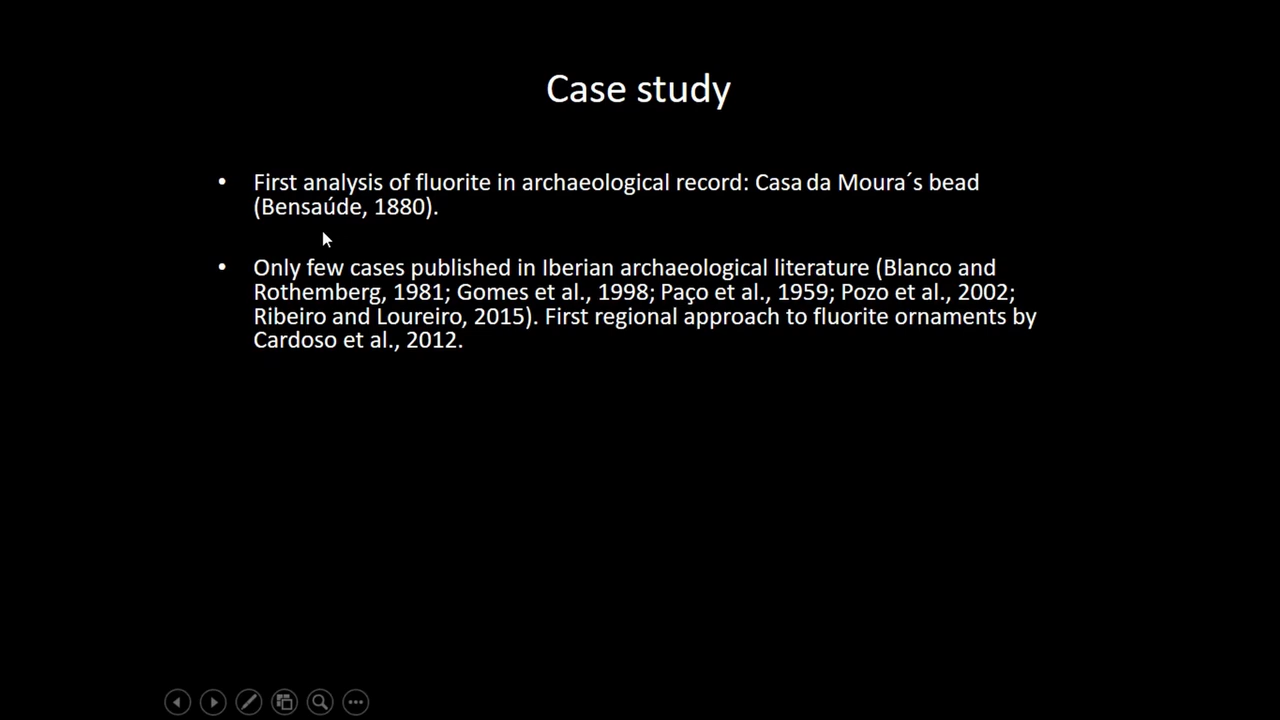 Case study
• First analysis of fluorite in archaeological record: Casa da Moura´s bead
(Bensaúde, 1880).
• Only few cases published in Iberian archaeological literature (Blanco and
Rothemberg, 1981; Gomes et al., 1998; Paço et al., 1959; Pozo et al., 2002;
Ribeiro and Loureiro, 2015). First regional approach to fluorite ornaments by
Cardoso et al., 2012.